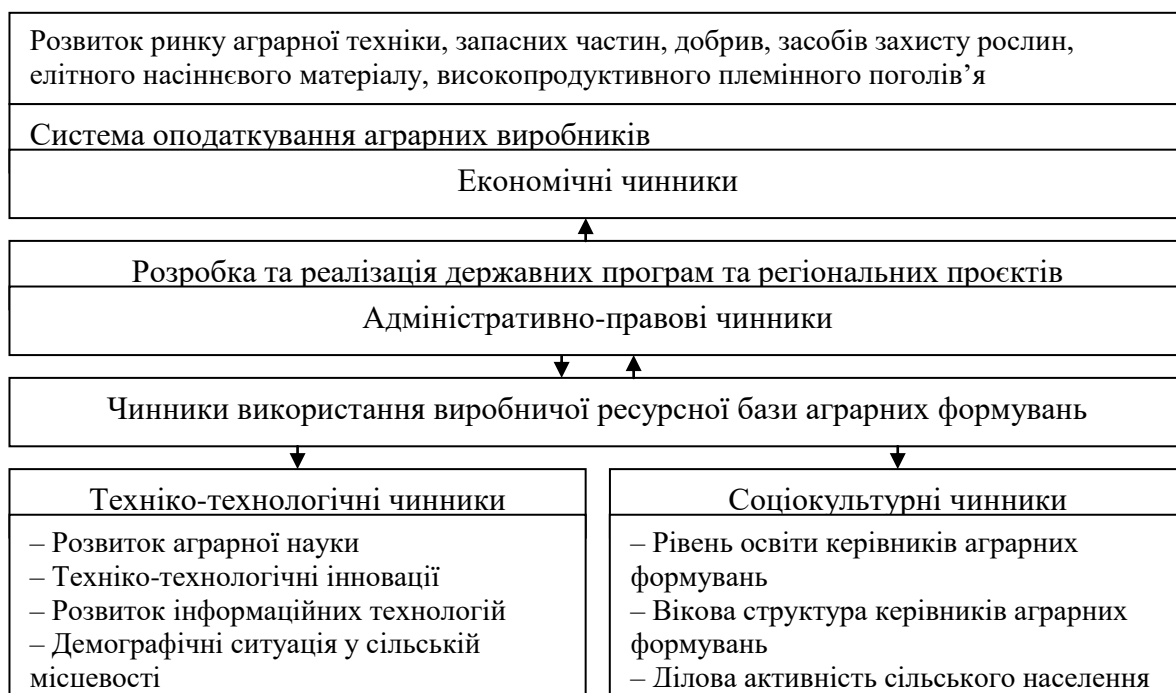 Розвиток ринку аграрної техніки, запасних частин, добрив, засобів захисту рослин,
елітного насіннєвого матеріалу, високопродуктивного племінного поголів’я
Система оподаткування аграрних виробників
Економічні чинники
Розробка та реалізація державних програм та регіональних проєктів
Адміністративно-правові чинники
Чинники використання виробничої ресурсної бази аграрних формувань
Техніко-технологічні чинники
– Розвиток аграрної науки
– Техніко-технологічні інновації
– Розвиток інформаційних технологій
– Демографічні ситуація у сільській
місцевості
Соціокультурні чинники
– Рівень освіти керівників аграрних
формувань
– Вікова структура керівників аграрних
формувань
– Ділова активність сільського населення